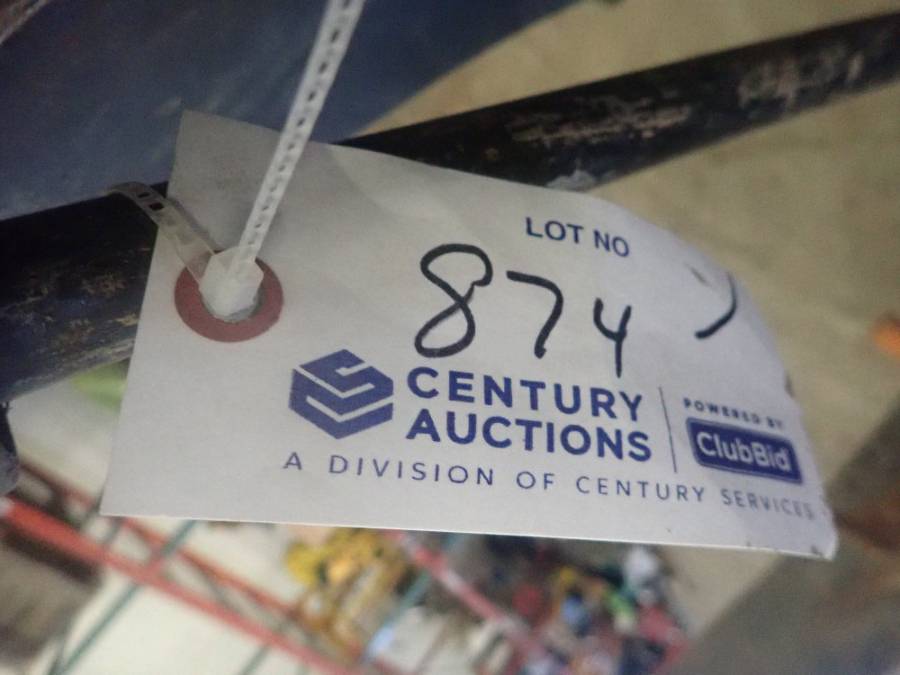 LOT NO
874
CENTURY
AUCTIONS
A DIVISION OF CENTURY SERVICES
POWERED BY
ClubBid